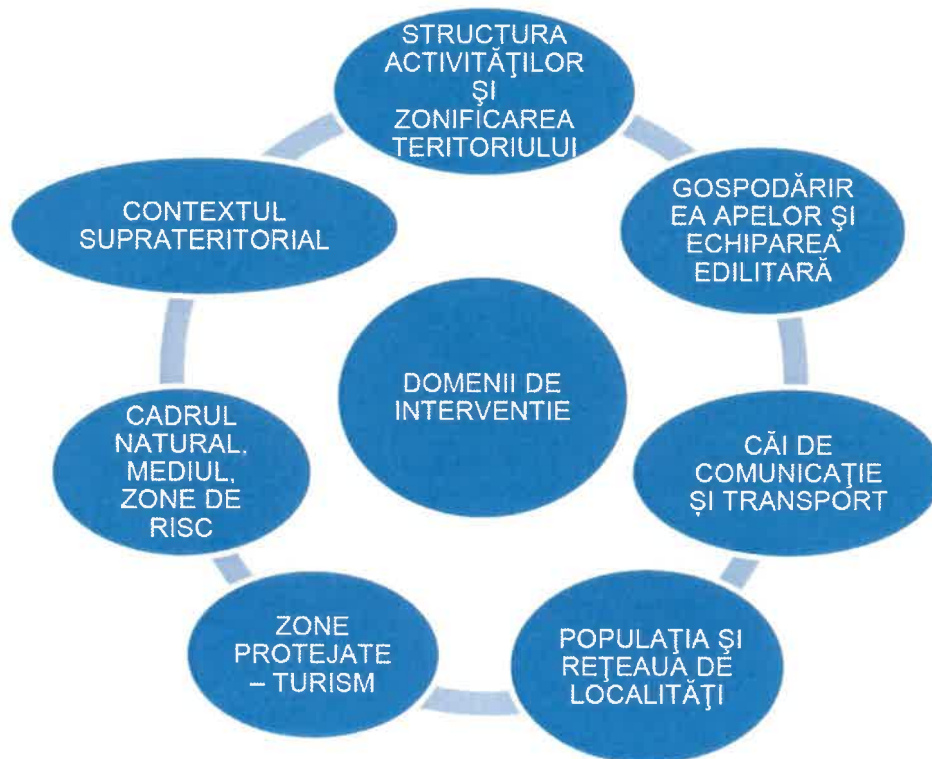 STRUCTURA
ACTIVITĂŢILOR
ŞI
ZONIFICAREA
TERITORIULUI
GOSPODĂRIR
EA APELOR ŞI
ECHIPAREA
EDILITARĂ
CĂI DE
COMUNICAŢIE
ȘI TRANSPORT
POPULAŢIA ŞI
REŢEAUA DE
LOCALITĂŢI
ZONE
PROTEJATE
– TURISM
CADRUL
NATURAL,
MEDIUL,
ZONE DE
RISC
CONTEXTUL
SUPRATERITORIAL
DOMENII DE
INTERVENTIE